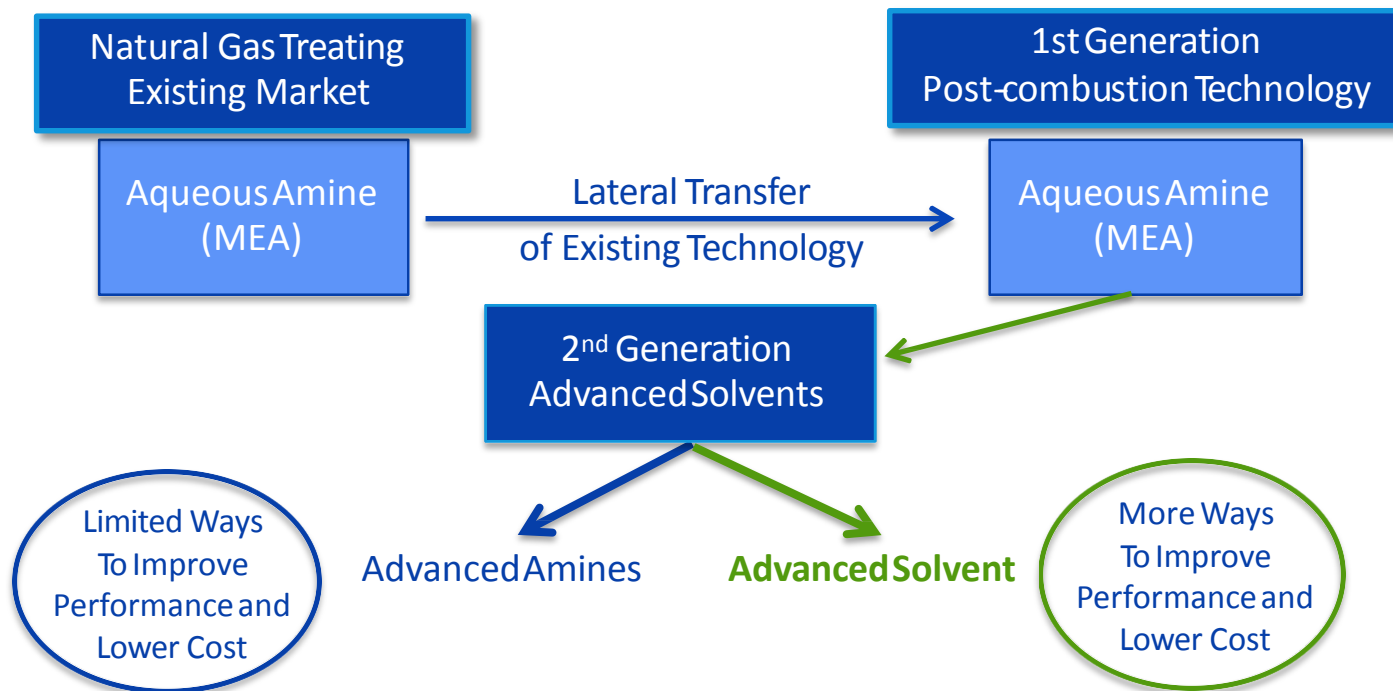 Natural Gas Treating
Existing Market
1st Generation
Post-combustion Technology
Aqueous Amine
(MEA)
Lateral Transfer
of Existing Technology
Aqueous Amine
(MEA)
2nd Generation
Advanced Solvents
Limited Ways
To Improve
Performance and
Lower Cost
Advanced Amines
Advanced Solvent
More Ways
To Improve
Performance and
Lower Cost